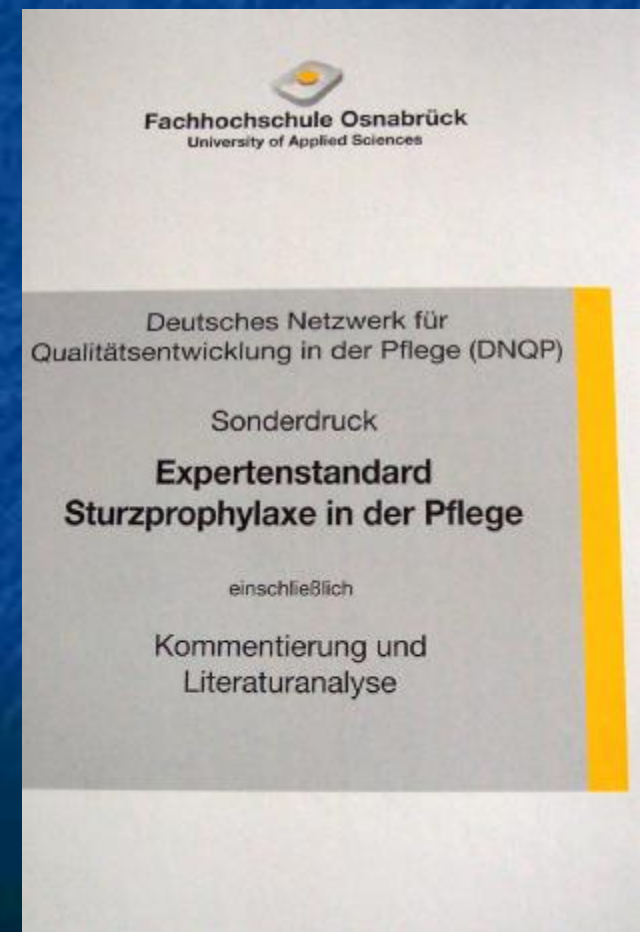 Fachhochschule Osnabrück
University of Applied Sciences
Deutsches Netzwerk für
Qualitätsentwicklung in der Pflege (DNQP)
Sonderdruck
Expertenstandard
Sturzprophylaxe in der Pflege
einschließlich
Kommentierung und
Literaturanalyse